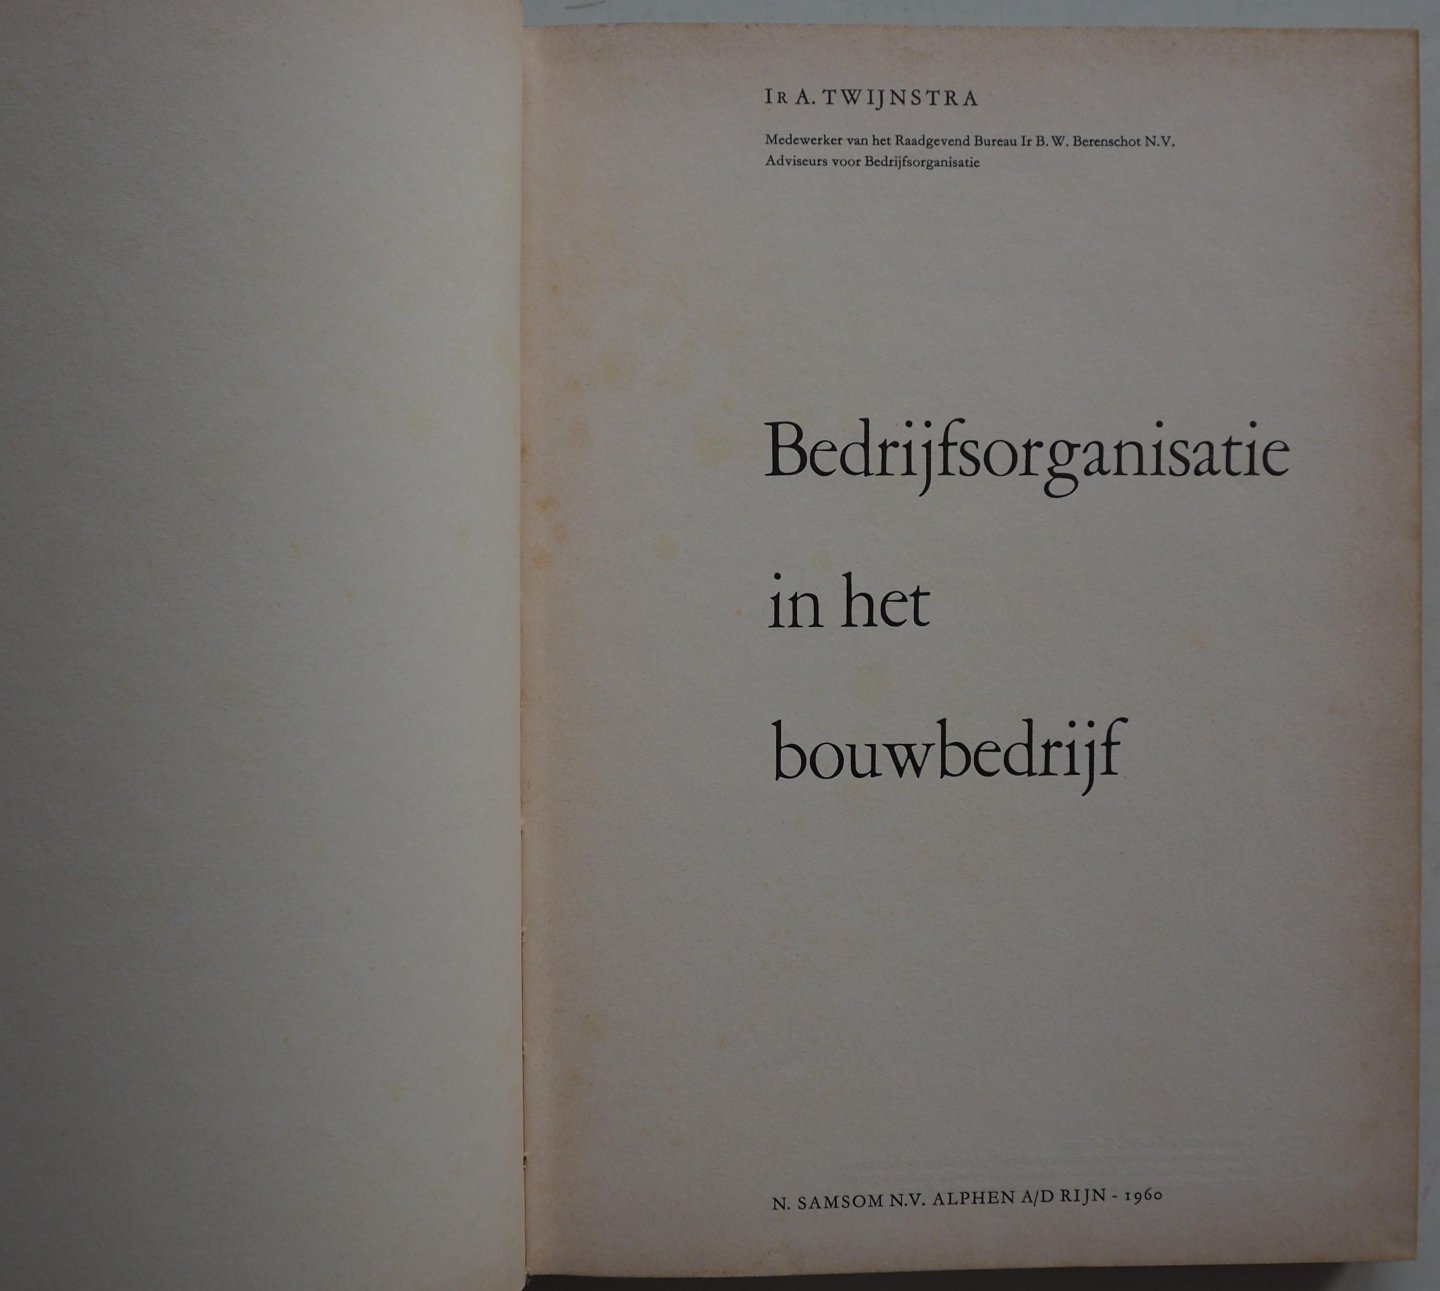 Ir A. TWIJNSTRA
Medewerker van het Raadgevend Bureau Ir B. W. Berenschot N.V.
Adviseurs voor Bedrijfsorganisatie
Bedrijfsorganisatie
in het
bouwbedrijf
N. SAMSOM N.V. ALPHEN A/D RIJN - 1960